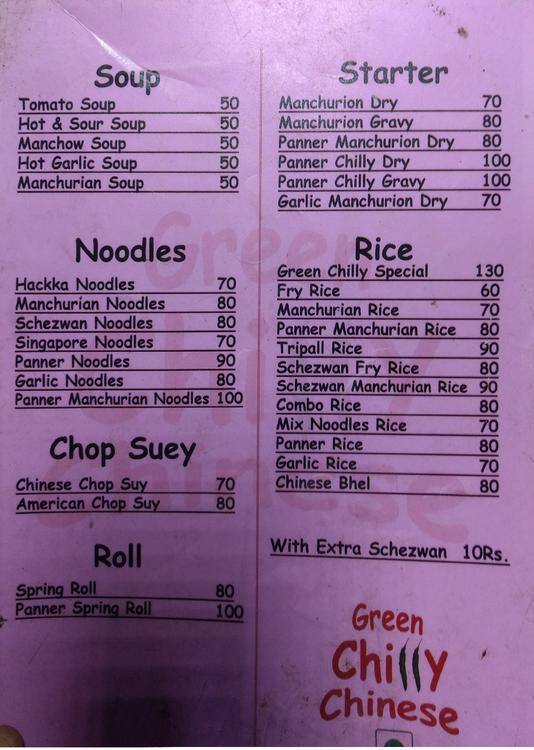 Soup
Tomato Soup 50
Hot & Sour Soup 50
Manchow Soup 50
Hot Garlic Soup 50
Manchurian Soup 50
Noodles
Hackka Noodles 70
Manchurian Noodles 80
Schezwan Noodles 80
Singapore Noodles 70
Panner Noodles 90
Garlic Noodles 80
Panner Manchurian Noodles 100
Chop Suey
Chinese Chop Suy 70
American Chop Suy 80
Roll
Spring Roll 80
Panner Spring Roll 100
Starter
Manchurion Dry 70
Manchurion Gravy 80
Panner Manchurion Dry 80
Panner Chilly Dry 100
Panner Chilly Gravy 100
Garlic Manchurion Dry 70
Rice
Green Chilly Special 130
Fry Rice 60
Manchurian Rice 70
Panner Manchurian Rice 80
Tripall Rice 90
Schezwan Fry Rice 80
Schezwan Manchurian Rice 90
Combo Rice 80
Mix Noodles Rice 70
Panner Rice 80
Garlic Rice 70
Chinese Bhel 80
With Extra Schezwan 10Rs.
Green
Chilly
Chinese